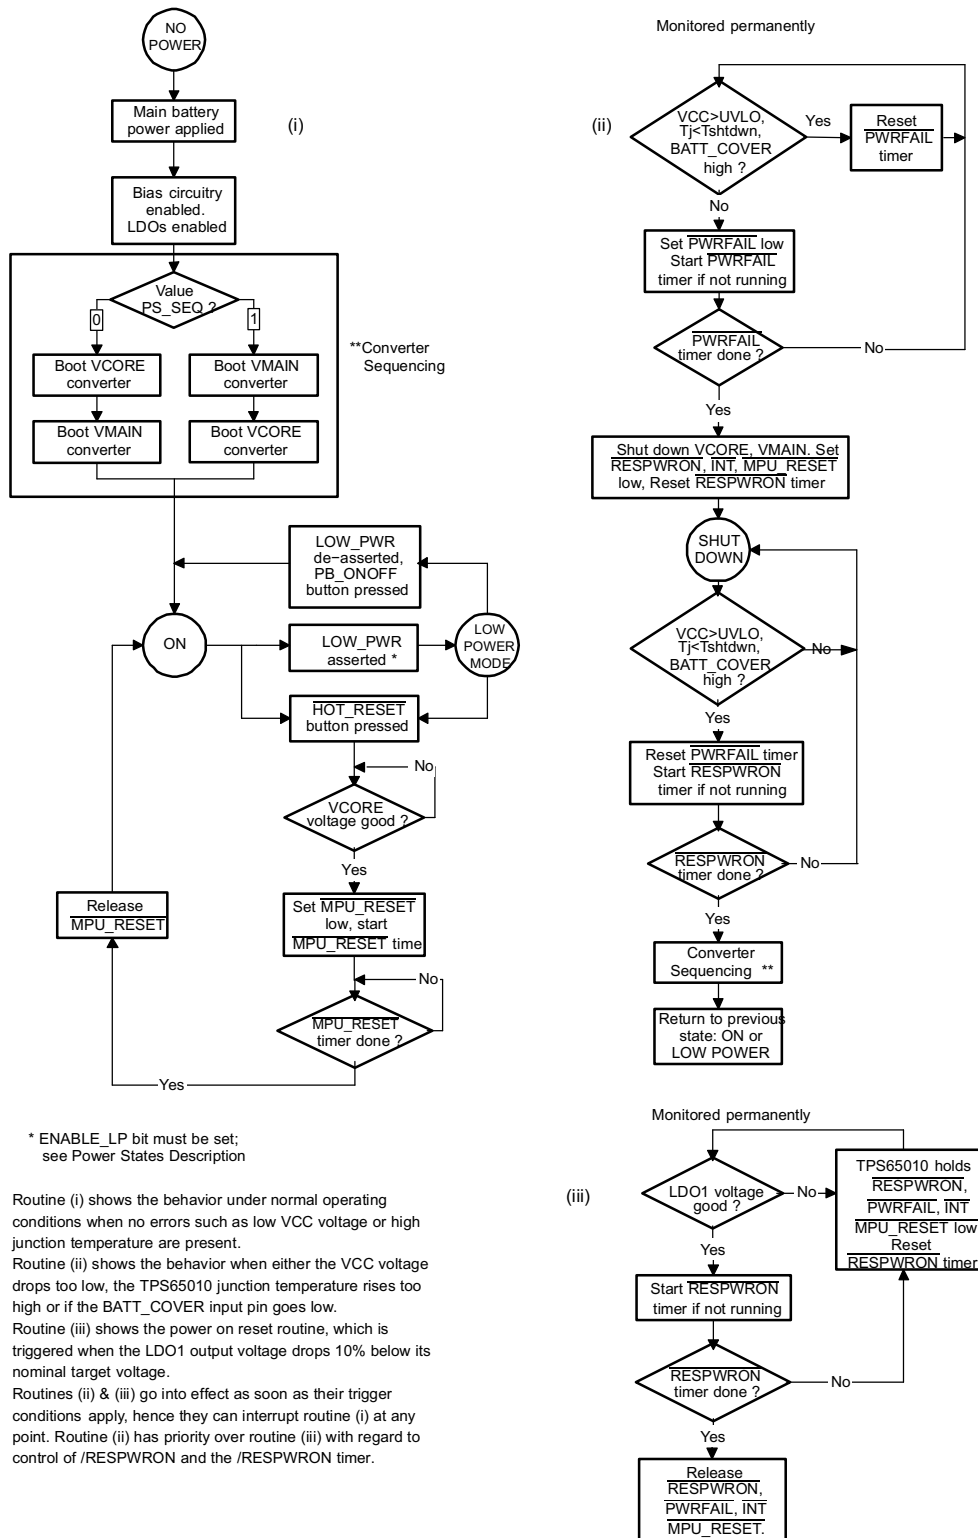 NO
POWER
Main battery
power applied
(i)
Bias circuitry
enabled.
LDOs enabled
Value
PS_SEQ ?
0
1
Boot VCORE
converter
Boot VMAIN
converter
**Converter
Sequencing
Boot VMAIN
converter
Boot VCORE
converter
LOW_PWR
de−asserted,
PB_ONOFF
button pressed
ON
LOW_PWR
asserted *
LOW
POWER
MODE
HOT_RESET
button pressed
No
VCORE
voltage good ?
Yes
Release
MPU_RESET
Set MPU_RESET
low, start
MPU_RESET time
No
MPU_RESET
timer done ?
Yes
* ENABLE_LP bit must be set;
see Power States Description
Routine (i) shows the behavior under normal operating
conditions when no errors such as low VCC voltage or high
junction temperature are present.
Routine (ii) shows the behavior when either the VCC voltage
drops too low, the TPS65010 junction temperature rises too
high or if the BATT_COVER input pin goes low.
Routine (iii) shows the power on reset routine, which is
triggered when the LDO1 output voltage drops 10% below its
nominal target voltage.
Routines (ii) & (iii) go into effect as soon as their trigger
conditions apply, hence they can interrupt routine (i) at any
point. Routine (ii) has priority over routine (iii) with regard to
control of /RESPWRON and the /RESPWRON timer.
Monitored permanently
(ii)
VCC>UVLO,
Tj<Tshtdwn,
BATT_COVER
high ?
Yes
Reset
PWRFAIL
timer
No
Set PWRFAIL low
Start PWRFAIL
timer if not running
PWRFAIL
timer done ?
No
Yes
Shut down VCORE, VMAIN. Set
RESPWRON, INT, MPU_RESET
low, Reset RESPWRON timer
SHUT
DOWN
VCC>UVLO,
Tj<Tshtdwn,
BATT_COVER
high ?
No
Yes
Reset PWRFAIL timer
Start RESPWRON
timer if not running
RESPWRON
timer done ?
No
Yes
Converter
Sequencing **
Return to previous
state: ON or
LOW POWER
Monitored permanently
(iii)
LDO1 voltage
good ?
No
TPS65010 holds
RESPWRON,
PWRFAIL, INT
MPU_RESET low
Reset
RESPWRON timer
Yes
Start RESPWRON
timer if not running
RESPWRON
timer done ?
No
Yes
Release
RESPWRON,
PWRFAIL, INT
MPU_RESET.